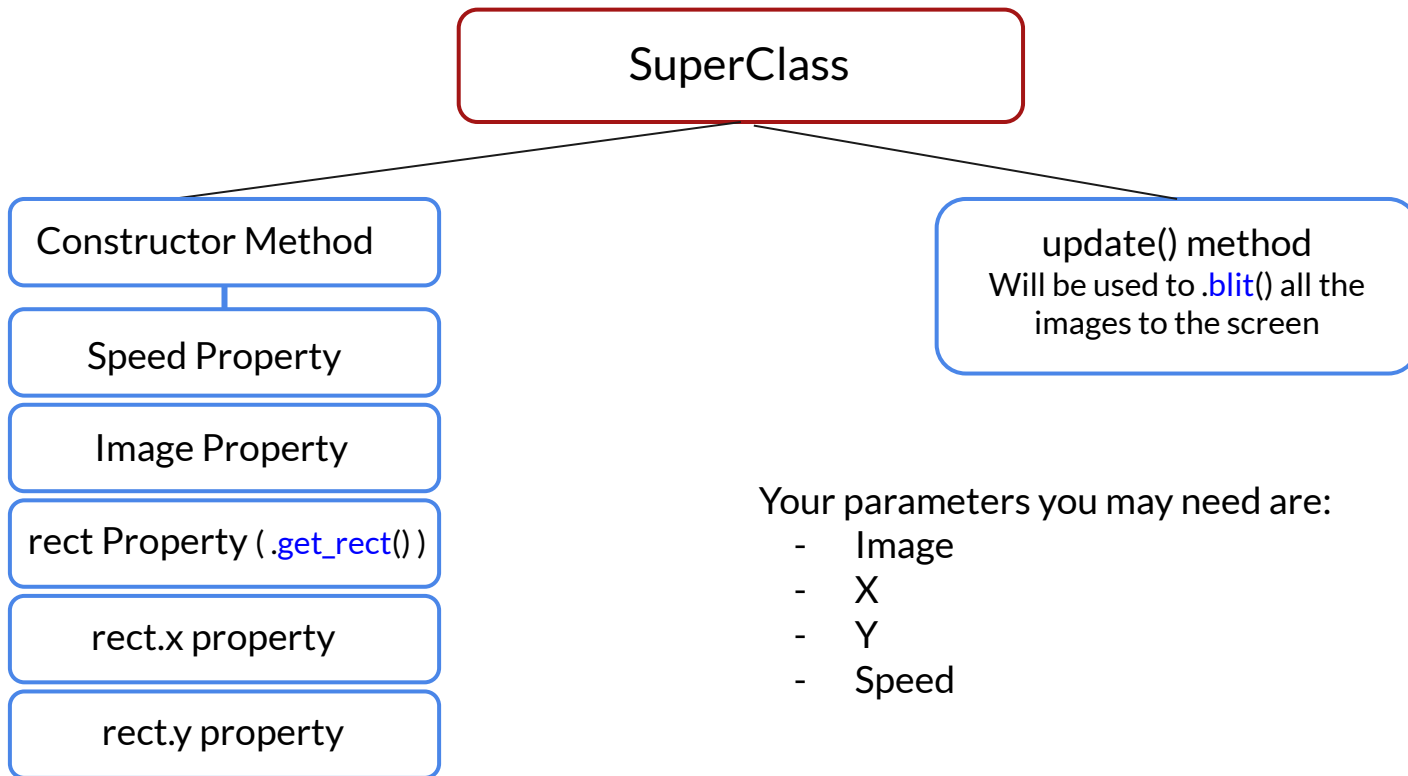 SuperClass
Constructor Method
Speed Property
Image Property
rect Property ( .get_rect() )
rect.x property
rect.y property
update() method
Will be used to .blit() all the
images to the screen
Your parameters you may need are:
- Image
- X
- Y
- Speed